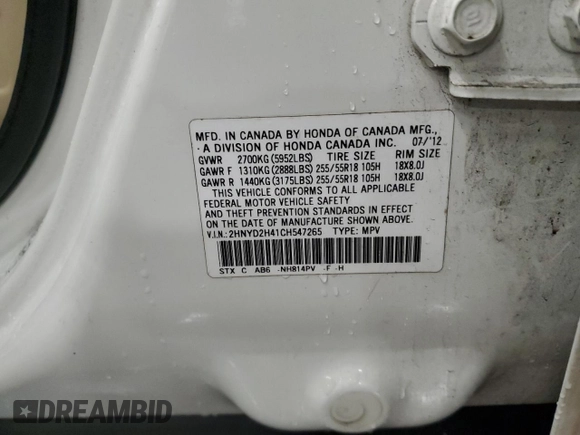 MFD. IN CANADA BY HONDA OF CANADA MFG.,
A DIVISION OF HONDA CANADA INC. 07/'12
GVWR 2700KG(5952LBS) TIRE SIZE RIM SIZE
GAWR F 1310KG(2888LBS) 255/55R18 105H 18X8.0J
GAWR R 1440KG(3175LBS) 255/55R18 105H 18X8.0J
THIS VEHICLE CONFORMS TO ALL APPLICABLE
FEDERAL MOTOR VEHICLE SAFETY
AND THEFT PREVENTION STANDARDS IN EFFECT
ON THE DATE OF MANUFACTURE SHOWN ABOVE.
V.I.N.: 2HNYD2H41CH547265 TYPE: MPV
STX C AB6 -NH814PV -F -H
DREAMBID